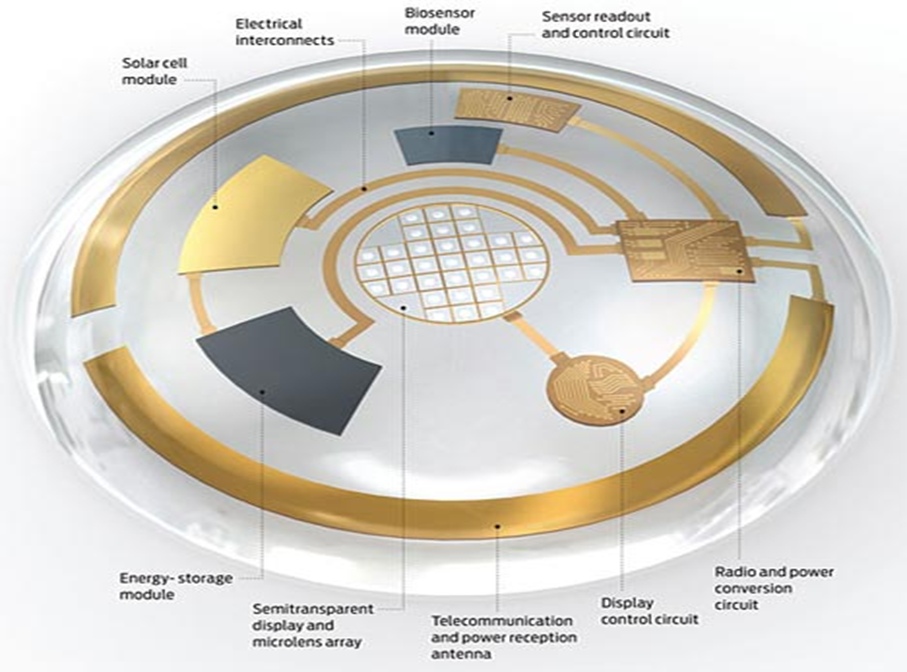 Biosensor
module
Sensor readout
and control circuit
Electrical
interconnects
Solar cell
module
Energy- storage
module
Semitransparent
display and
microlens array
Telecommunication
and power reception
antenna
Display
control circuit
Radio and power
conversion
circuit